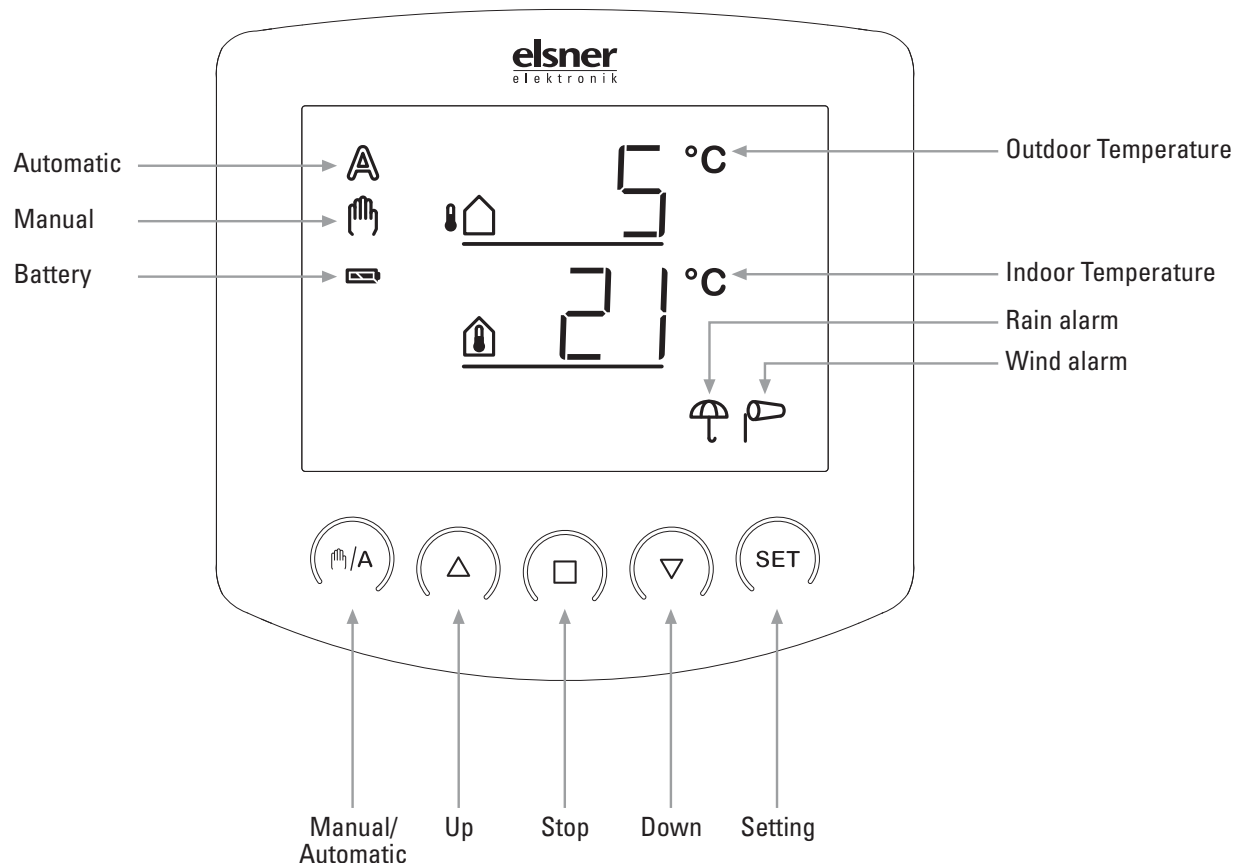 elsner
elektronik
Automatic
A
5 °C
Outdoor Temperature
Manual
Battery
21 °C
Indoor Temperature
Rain alarm
Wind alarm
/A
SET
Manual/
Automatic
Up
Stop
Down
Setting